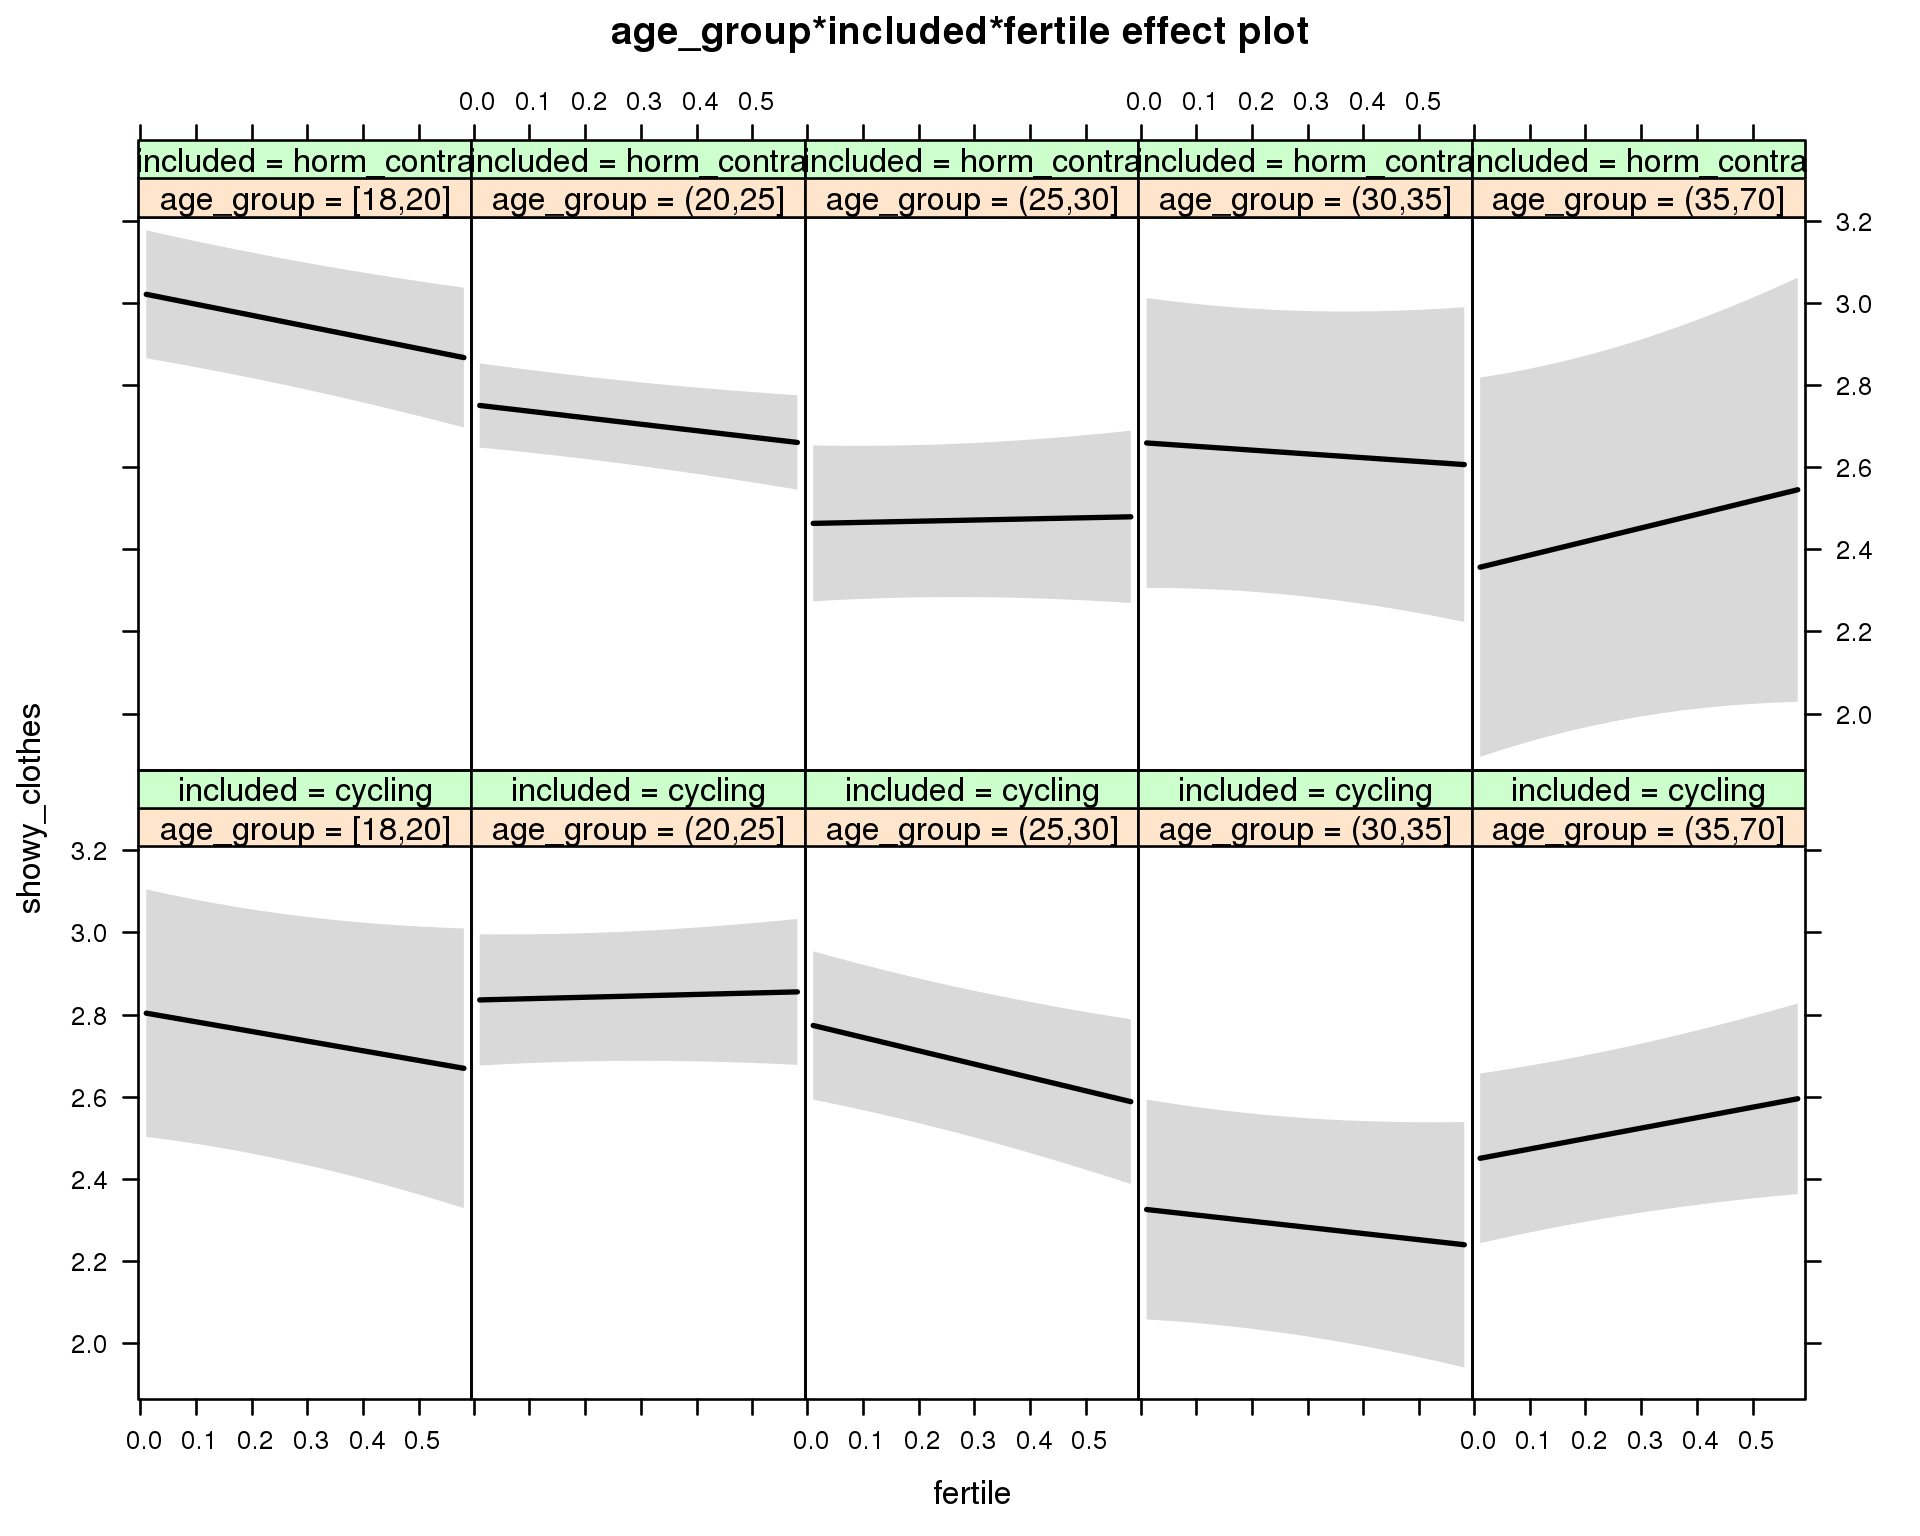 age_group*included*fertile effect plot
0.0 0.1 0.2 0.3 0.4 0.5 0.0 0.1 0.2 0.3 0.4 0.5
included = horm_contra included = horm_contra included = horm_contra included = horm_contra included = horm_contra
age_group = [18,20] age_group = (20,25] age_group = (25,30] age_group = (30,35] age_group = (35,70]
3.2
3.0
2.8
2.6
2.4
2.2
2.0
showy_clothes
included = cycling included = cycling included = cycling included = cycling included = cycling
age_group = [18,20] age_group = (20,25] age_group = (25,30] age_group = (30,35] age_group = (35,70]
3.2
3.0
2.8
2.6
2.4
2.2
2.0
0.0 0.1 0.2 0.3 0.4 0.5 0.0 0.1 0.2 0.3 0.4 0.5 0.0 0.1 0.2 0.3 0.4 0.5
fertile